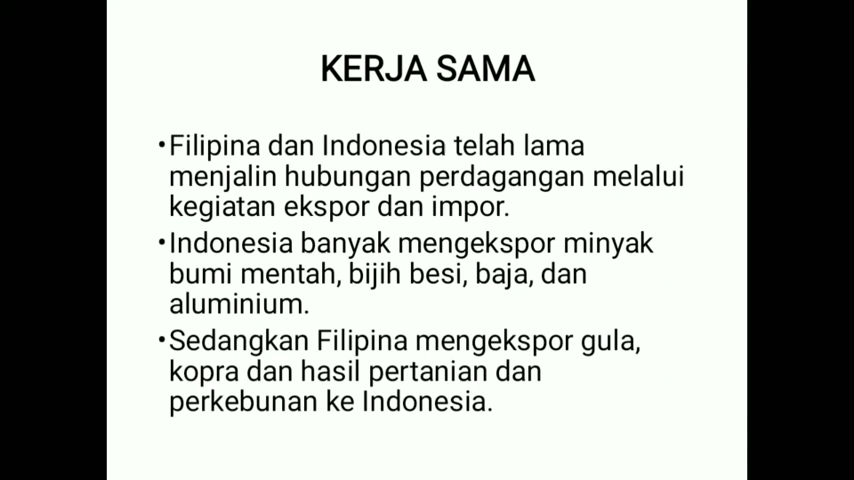 KERJA SAMA
•Filipina dan Indonesia telah lama
menjalin hubungan perdagangan melalui
kegiatan ekspor dan impor.
•Indonesia banyak mengekspor minyak
bumi mentah, bijih besi, baja, dan
aluminium.
•Sedangkan Filipina mengekspor gula,
kopra dan hasil pertanian dan
perkebunan ke Indonesia.